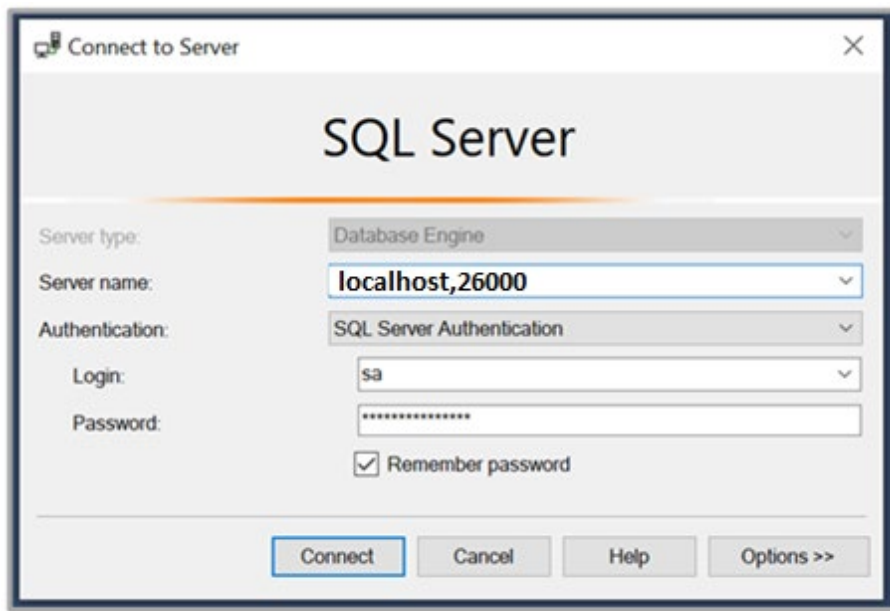 Connect to Server
SQL Server
Server type: Database Engine
Server name: localhost,26000
Authentication: SQL Server Authentication
Login: sa
Password: ***************
Remember password
Connect Cancel Help Options >>